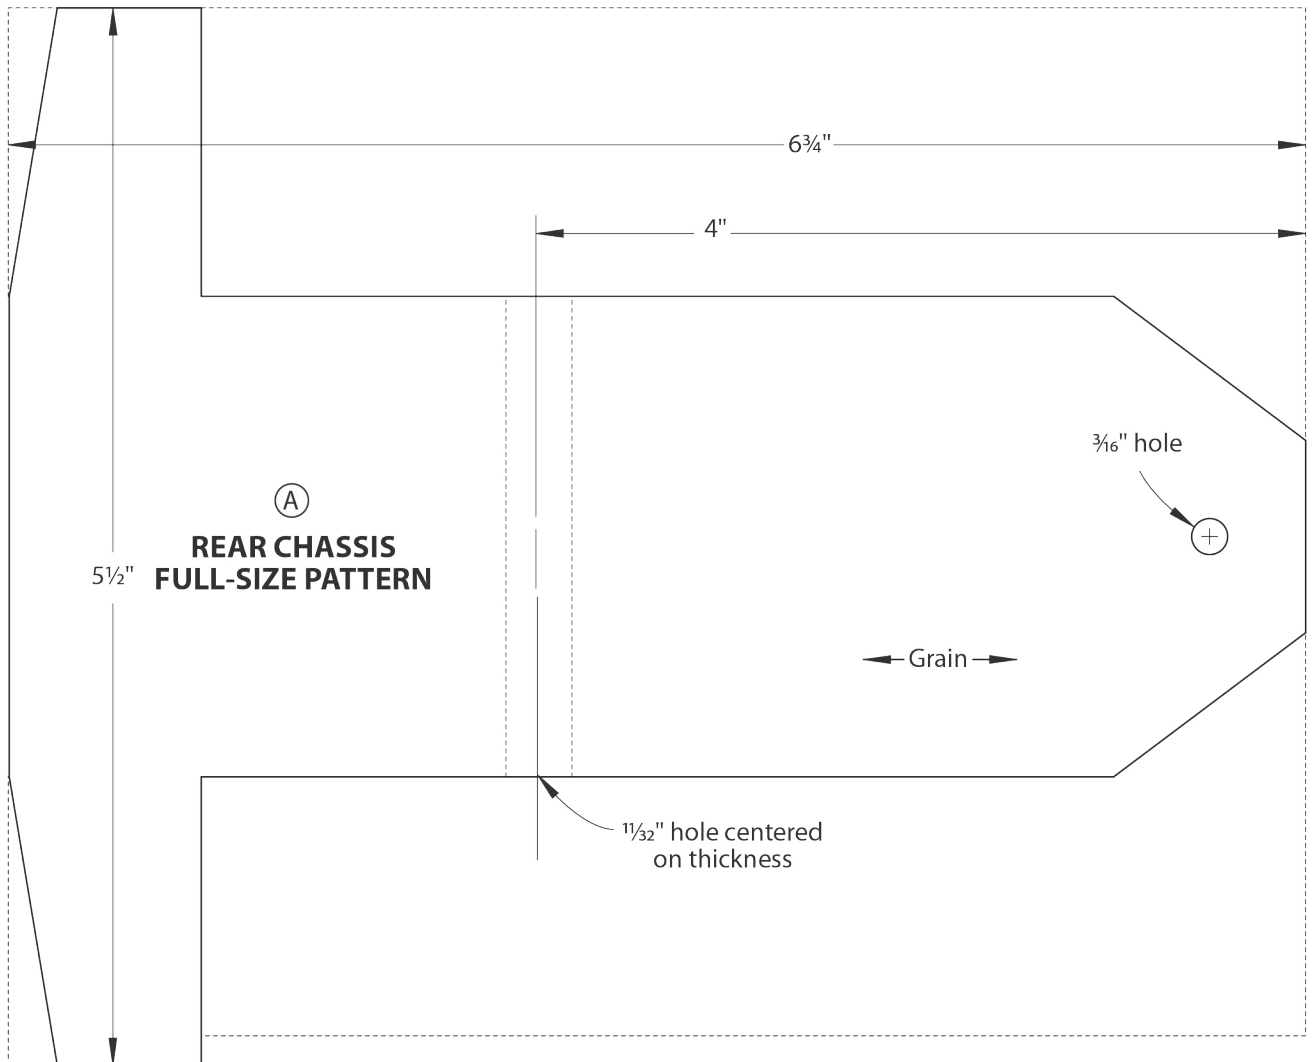 6¾"
4"
³⁄₁₆" hole
A
REAR CHASSIS
5½"
FULL-SIZE PATTERN
Grain
¹¹⁄₃₂" hole centered
on thickness